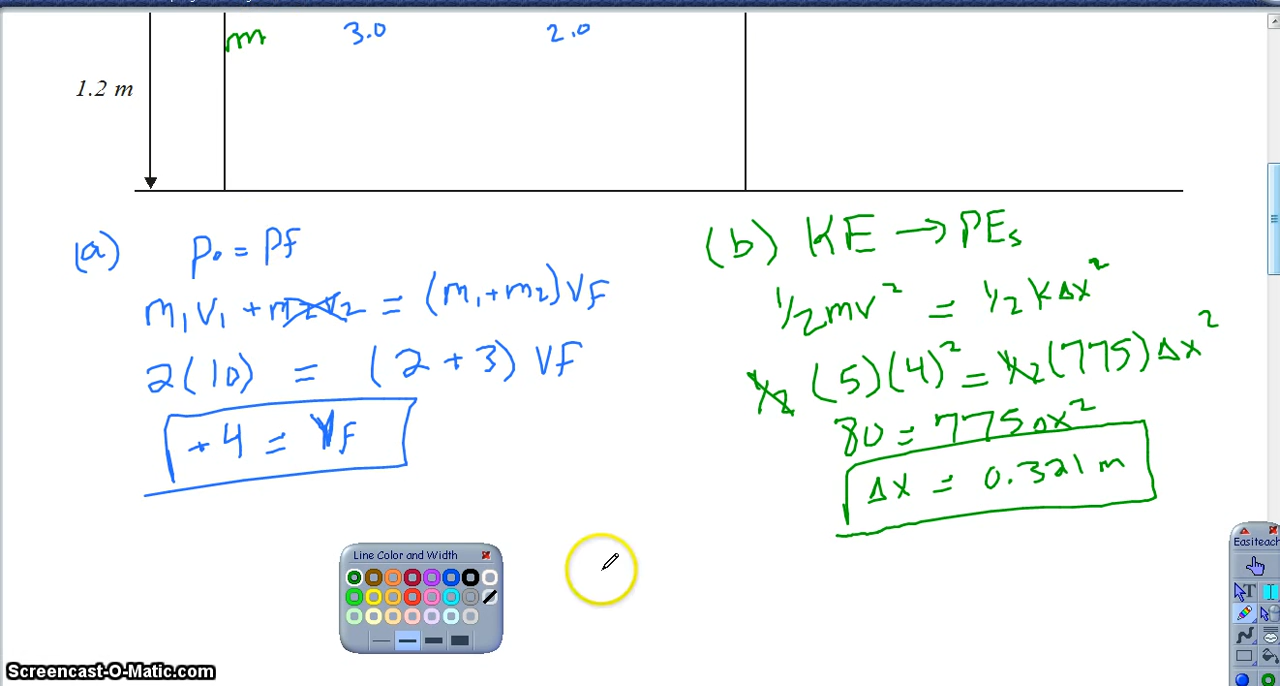 m 3.0 2.0
1.2 m
(a) p₀ = pf
m₁v₁ + m₂v₂ = (m₁+m₂)VF
2(10) = (2+3) VF
+4 = VF
(b) KE → PEs
1/2mv² = 1/2 kΔx²
1/2 (5)(4)² = 1/2 (775)Δx²
80 = 775Δx²
Δx = 0.321 m
Line Color and Width
Easiteach
T
Screencast-O-Matic.com